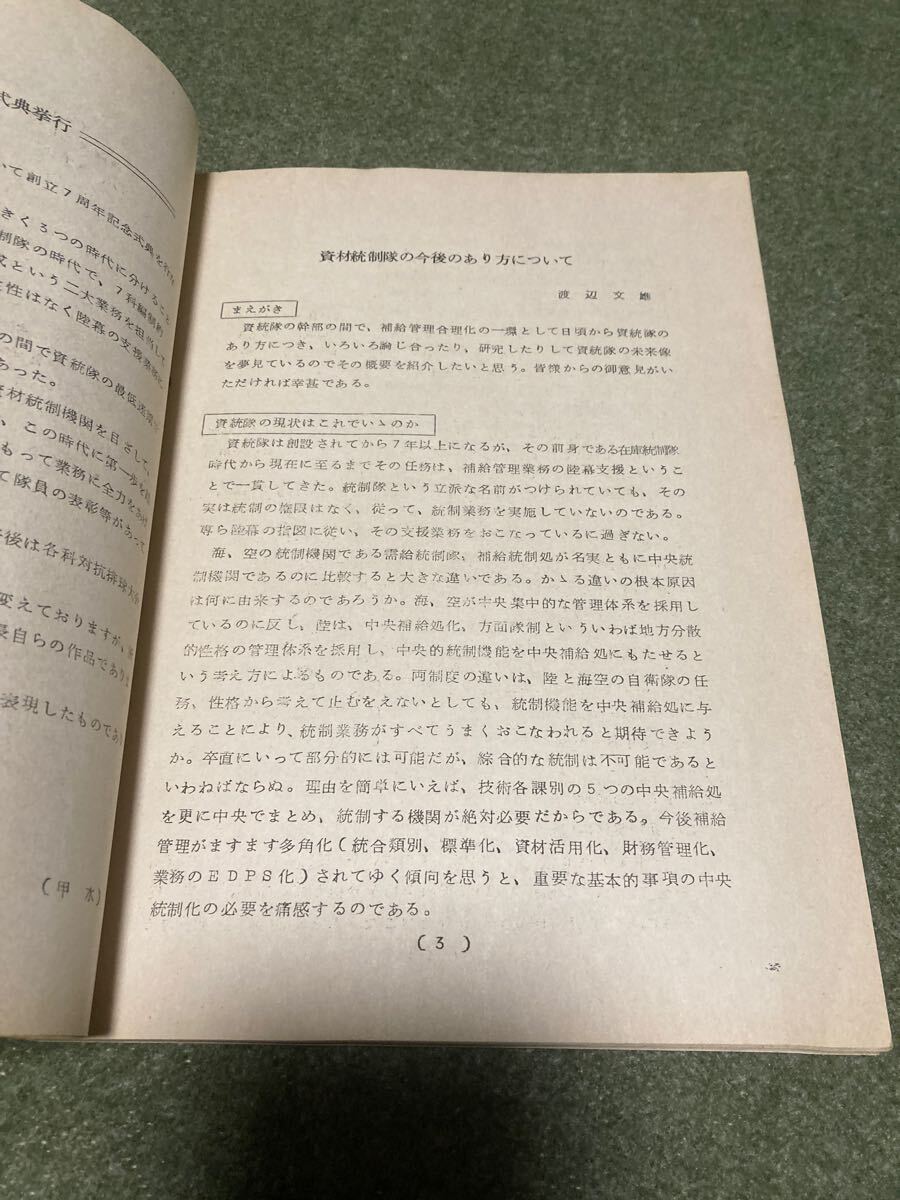 式典挙行
いて創立7周年記念式典を行な
きく3つの時代に分けること
制隊の時代で、7科編制
という二大業務を担当して
性はなく陸幕の支援業務に
の間で資統隊の最低
あった。
資材統制機関を目ざして、
、この時代に第一歩を
もって業務に全力をあげ
て隊員の表彰等があって
後は各科対抗排球大会
変えておりますが、
長自らの作品であり
表現したものであ
(甲 水)
資材統制隊の今後のあり方について
渡 辺 文 雄
まえがき
資統隊の幹部の間で、補給管理合理化の一環として日頃から資統隊の
あり方につき、いろいろ論じ合ったり、研究したりして資統隊の未来像
を夢見ているのでその概要を紹介したいと思う。皆様からの御意見がい
ただければ幸甚である。
資統隊の現状はこれでいゝのか
資統隊は創設されてから7年以上になるが、その前身である在庫統制隊
時代から現在に至るまでその任務は、補給管理業務の陸幕支援というこ
とで一貫してきた。統制隊という立派な名前がつけられていても、その
実は統制の権限はなく、従って、統制業務を実施していないのである。
専ら陸幕の指図に従い、その支援業務をおこなっているに過ぎない。
海、空の統制機関である需給統制隊、補給統制処が名実ともに中央統
制機関であるのに比較すると大きな違いである。かゝる違いの根本原因
は何に由来するのであろうか。海、空が中央集中的な管理体系を採用し
ているのに反し、陸は、中央補給処化、方面隊制といういわば地方分散
的性格の管理体系を採用し、中央的統制機能を中央補給処にもたせると
いう考え方によるものである。両制度の違いは、陸と海空の自衛隊の任
務、性格から考えて止むをえないとしても、統制機能を中央補給処に与
えることにより、統制業務がすべてうまくおこなわれると期待できよう
か。卒直にいって部分的には可能だが、綜合的な統制は不可能であると
いわねばならぬ。理由を簡単にいえば、技術各課別の5つの中央補給処
を更に中央でまとめ、統制する機関が絶対必要だからである。今後補給
管理がますます多角化(統合類別、標準化、資材活用化、財務管理化、
業務のEDPS化)されてゆく傾向を思うと、重要な基本的事項の中央
統制化の必要を痛感するのである。
(3)